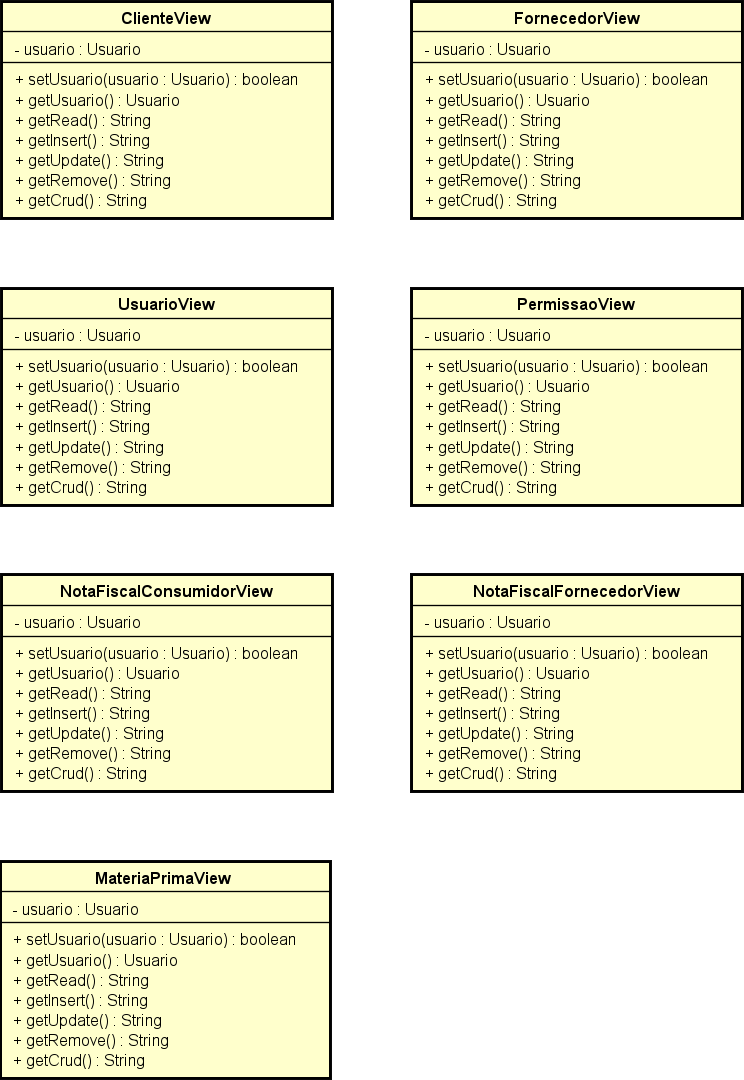 ClienteView
- usuario : Usuario
+ setUsuario(usuario : Usuario) : boolean
+ getUsuario() : Usuario
+ getRead() : String
+ getInsert() : String
+ getUpdate() : String
+ getRemove() : String
+ getCrud() : String
FornecedorView
- usuario : Usuario
+ setUsuario(usuario : Usuario) : boolean
+ getUsuario() : Usuario
+ getRead() : String
+ getInsert() : String
+ getUpdate() : String
+ getRemove() : String
+ getCrud() : String
UsuarioView
- usuario : Usuario
+ setUsuario(usuario : Usuario) : boolean
+ getUsuario() : Usuario
+ getRead() : String
+ getInsert() : String
+ getUpdate() : String
+ getRemove() : String
+ getCrud() : String
PermissaoView
- usuario : Usuario
+ setUsuario(usuario : Usuario) : boolean
+ getUsuario() : Usuario
+ getRead() : String
+ getInsert() : String
+ getUpdate() : String
+ getRemove() : String
+ getCrud() : String
NotaFiscalConsumidorView
- usuario : Usuario
+ setUsuario(usuario : Usuario) : boolean
+ getUsuario() : Usuario
+ getRead() : String
+ getInsert() : String
+ getUpdate() : String
+ getRemove() : String
+ getCrud() : String
NotaFiscalFornecedorView
- usuario : Usuario
+ setUsuario(usuario : Usuario) : boolean
+ getUsuario() : Usuario
+ getRead() : String
+ getInsert() : String
+ getUpdate() : String
+ getRemove() : String
+ getCrud() : String
MateriaPrimaView
- usuario : Usuario
+ setUsuario(usuario : Usuario) : boolean
+ getUsuario() : Usuario
+ getRead() : String
+ getInsert() : String
+ getUpdate() : String
+ getRemove() : String
+ getCrud() : String